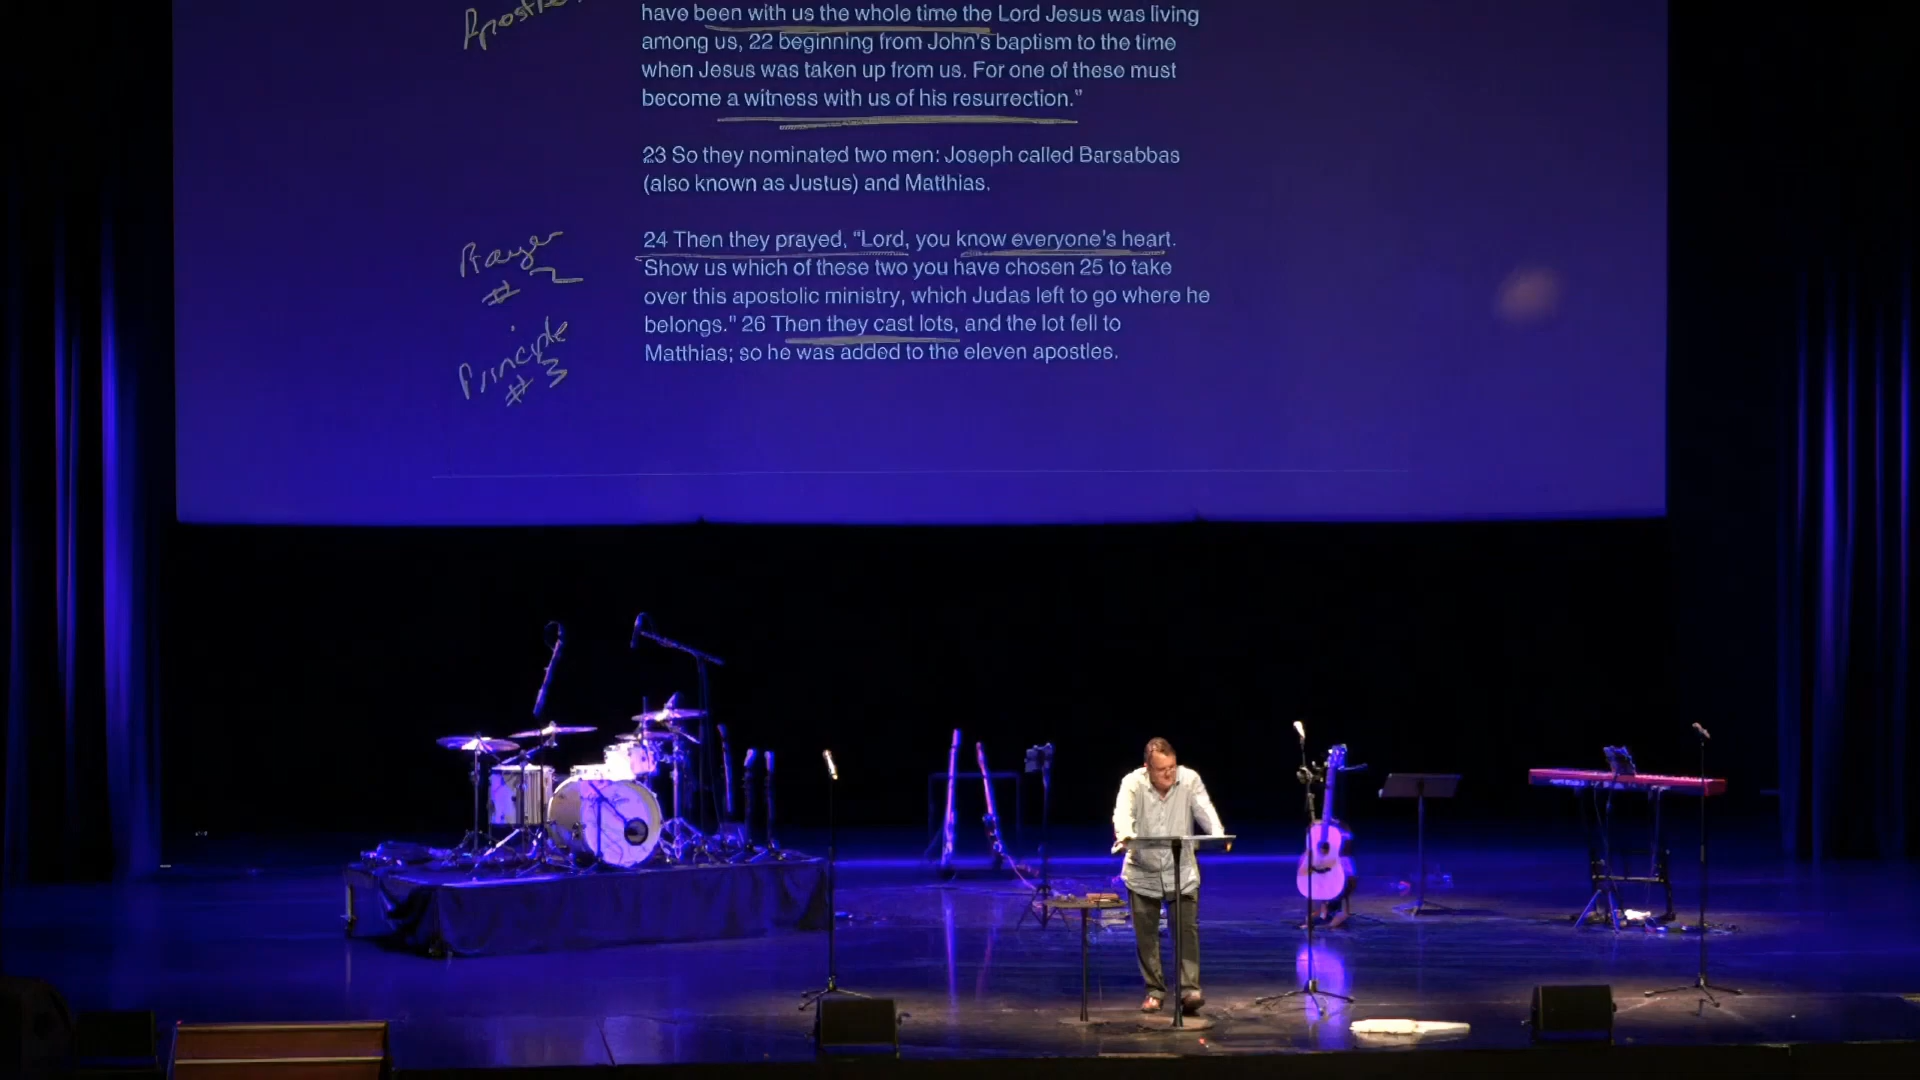 have been with us the whole time the Lord Jesus was living
among us, 22 beginning from John's baptism to the time
when Jesus was taken up from us. For one of these must
become a witness with us of his resurrection."
23 So they nominated two men: Joseph called Barsabbas
(also known as Justus) and Matthias.
Prayer
# 2
24 Then they prayed, "Lord, you know everyone's heart.
Show us which of these two you have chosen 25 to take
over this apostolic ministry, which Judas left to go where he
belongs." 26 Then they cast lots, and the lot fell to
Matthias; so he was added to the eleven apostles.
Principle
# 3